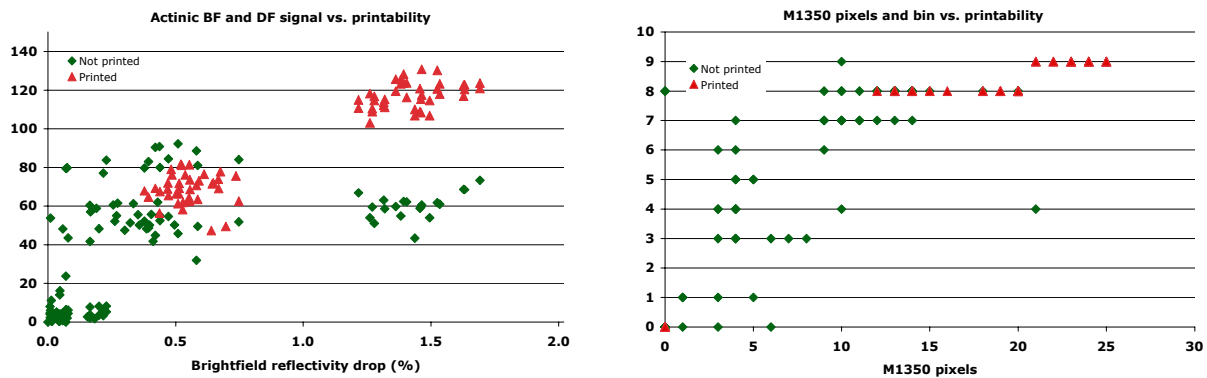 Actinic BF and DF signal vs. printability
140
120
100
80
60
40
20
0
Not printed
Printed
0.0 0.5 1.0 1.5 2.0
Brightfield reflectivity drop (%)
M1350 pixels and bin vs. printability
10
9
8
7
6
5
4
3
2
1
0
Not printed
Printed
0 5 10 15 20 25 30
M1350 pixels